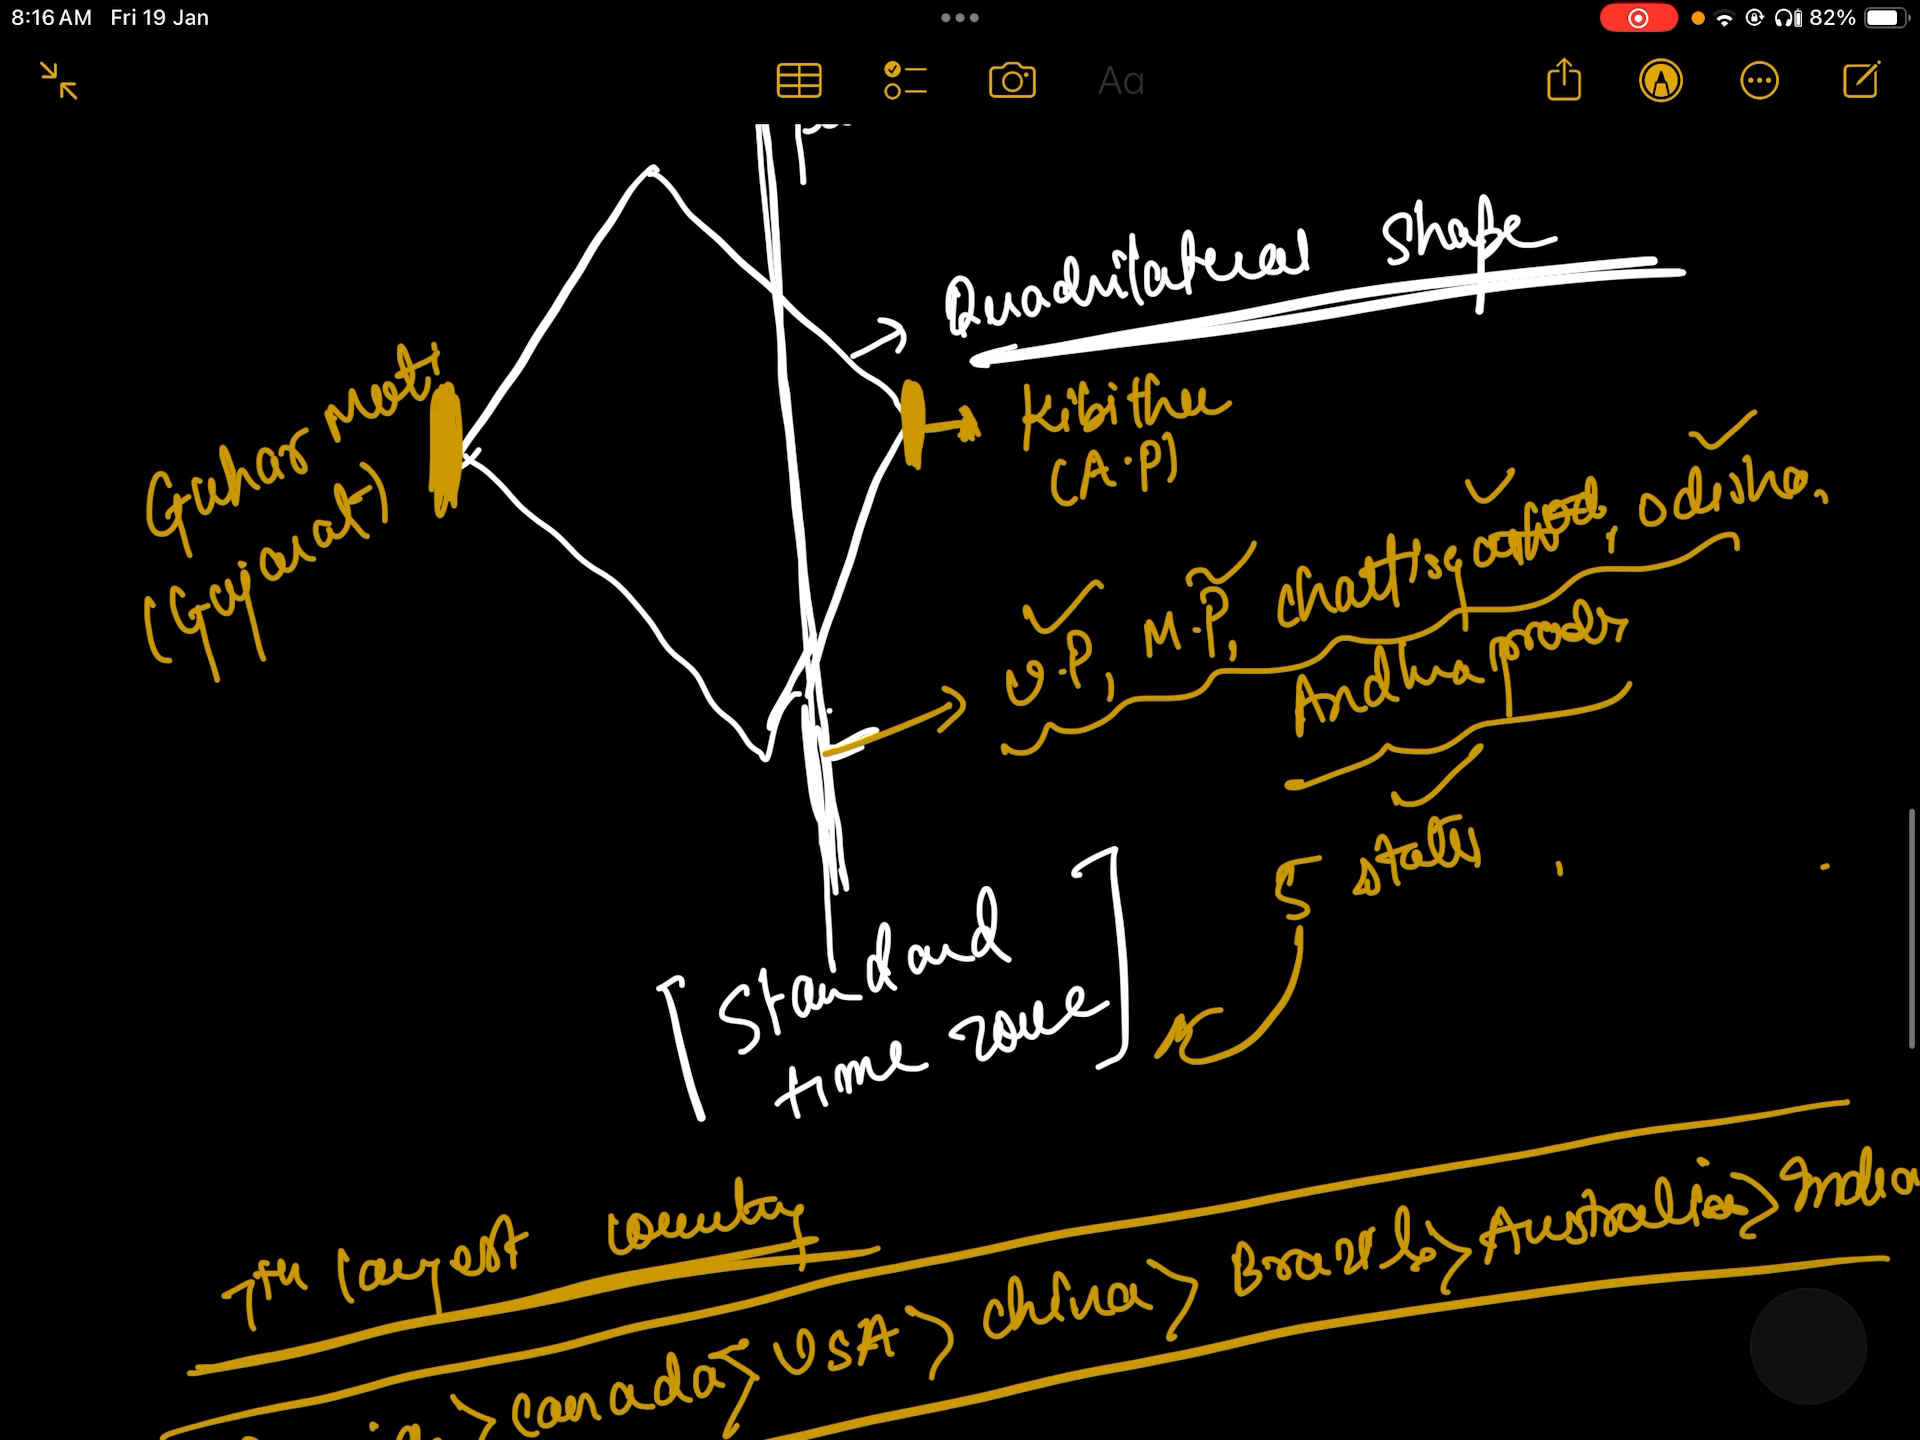 8:16 AM Fri 19 Jan
82%
Aa
Quadrilateral Shape
Guhar Moti
(Gujarat)
Kibithu
(A.P)
U.P, M.P, chattisg, odisha,
Andhra prades
5 states
[Standard
time zone]
7th largest country
>Canada> USA> china> Brazil> Australia> India